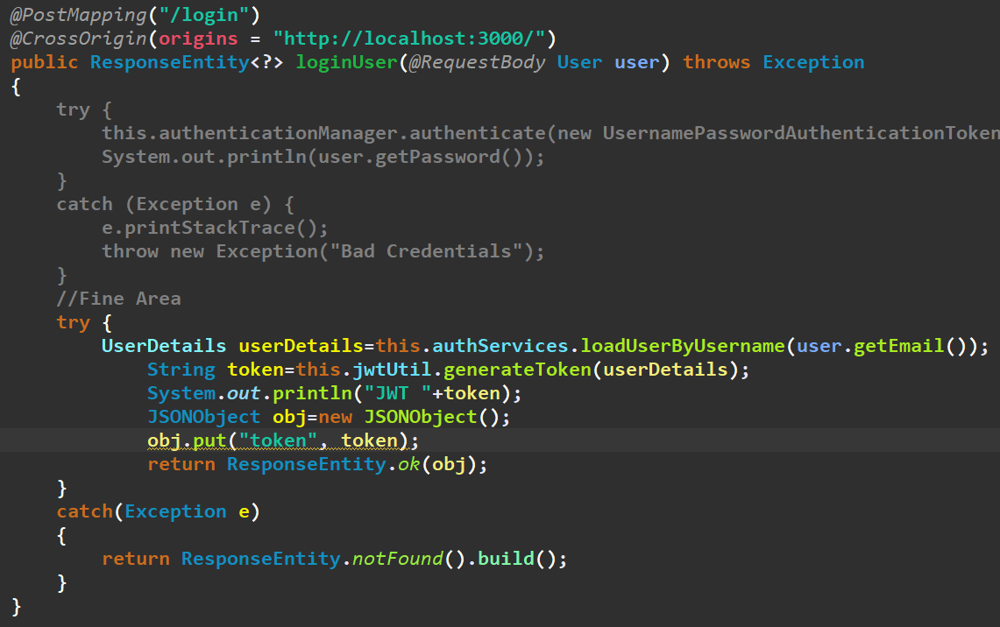 @PostMapping("/login")
@CrossOrigin(origins = "http://localhost:3000/")
public ResponseEntity<?> loginUser(@RequestBody User user) throws Exception
{
    try {
        this.authenticationManager.authenticate(new UsernamePasswordAuthenticationToken
        System.out.println(user.getPassword());
    }
    catch (Exception e) {
        e.printStackTrace();
        throw new Exception("Bad Credentials");
    }
    //Fine Area
    try {
        UserDetails userDetails=this.authServices.loadUserByUsername(user.getEmail());
            String token=this.jwtUtil.generateToken(userDetails);
            System.out.println("JWT "+token);
            JSONObject obj=new JSONObject();
            obj.put("token", token);
            return ResponseEntity.ok(obj);
    }
    catch(Exception e)
    {
        return ResponseEntity.notFound().build();
    }
}